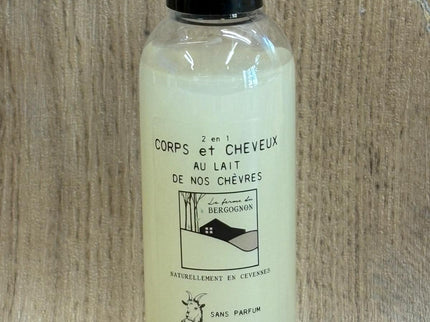 2 en 1
CORPS et CHEVEUX
AU LAIT
DE NOS CHÈVRES
La ferme du
BERGOGNON
NATURELLEMENT EN CEVENNES
SANS PARFUM